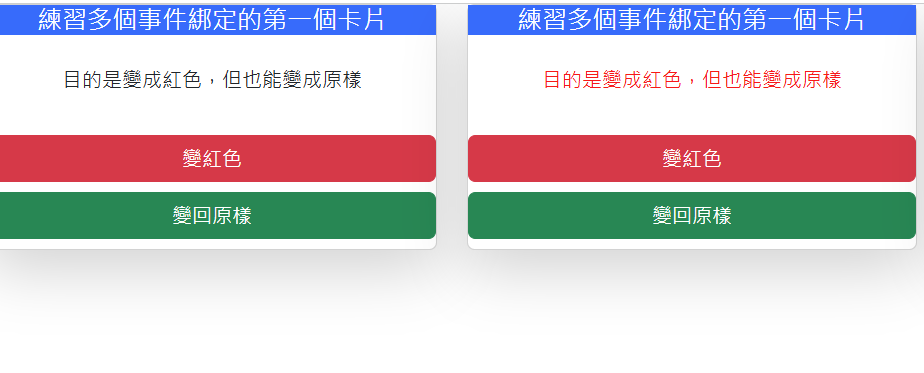 練習多個事件綁定的第一個卡片
目的是變成紅色，但也能變成原樣
變紅色
變回原樣
練習多個事件綁定的第一個卡片
目的是變成紅色，但也能變成原樣
變紅色
變回原樣